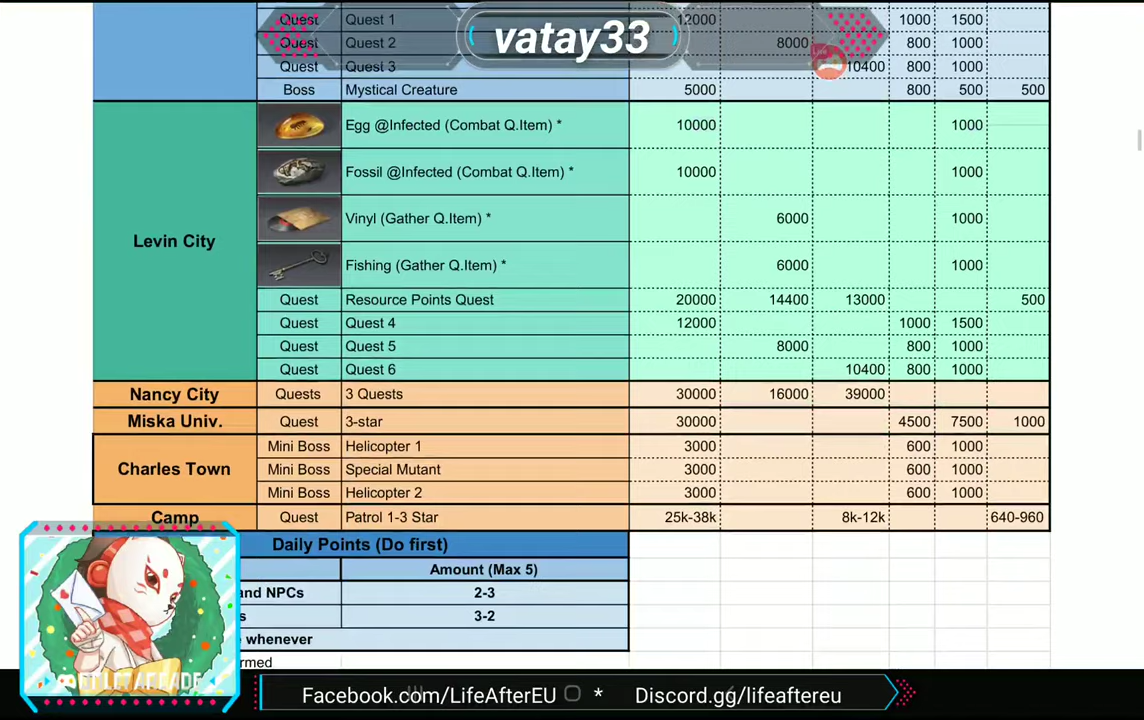 vatay33
Quest Quest 1 12000 1000 1500
Quest Quest 2 8000 800 1000
Quest Quest 3 10400 800 1000
Boss Mystical Creature 5000 800 500 500
Levin City
Egg @Infected (Combat Q.Item) * 10000 1000
Fossil @Infected (Combat Q.Item) * 10000 1000
Vinyl (Gather Q.Item) * 6000 1000
Fishing (Gather Q.Item) * 6000 1000
Quest Resource Points Quest 20000 14400 13000 500
Quest Quest 4 12000 1000 1500
Quest Quest 5 8000 800 1000
Quest Quest 6 10400 800 1000
Nancy City Quests 3 Quests 30000 16000 39000
Miska Univ. Quest 3-star 30000 4500 7500 1000
Charles Town
Mini Boss Helicopter 1 3000 600 1000
Mini Boss Special Mutant 3000 600 1000
Mini Boss Helicopter 2 3000 600 1000
Camp Quest Patrol 1-3 Star 25k-38k 8k-12k 640-960
Daily Points (Do first)
Amount (Max 5)
and NPCs 2-3
s 3-2
whenever
rmed
Facebook.com/LifeAfterEU * Discord.gg/lifeaftereu